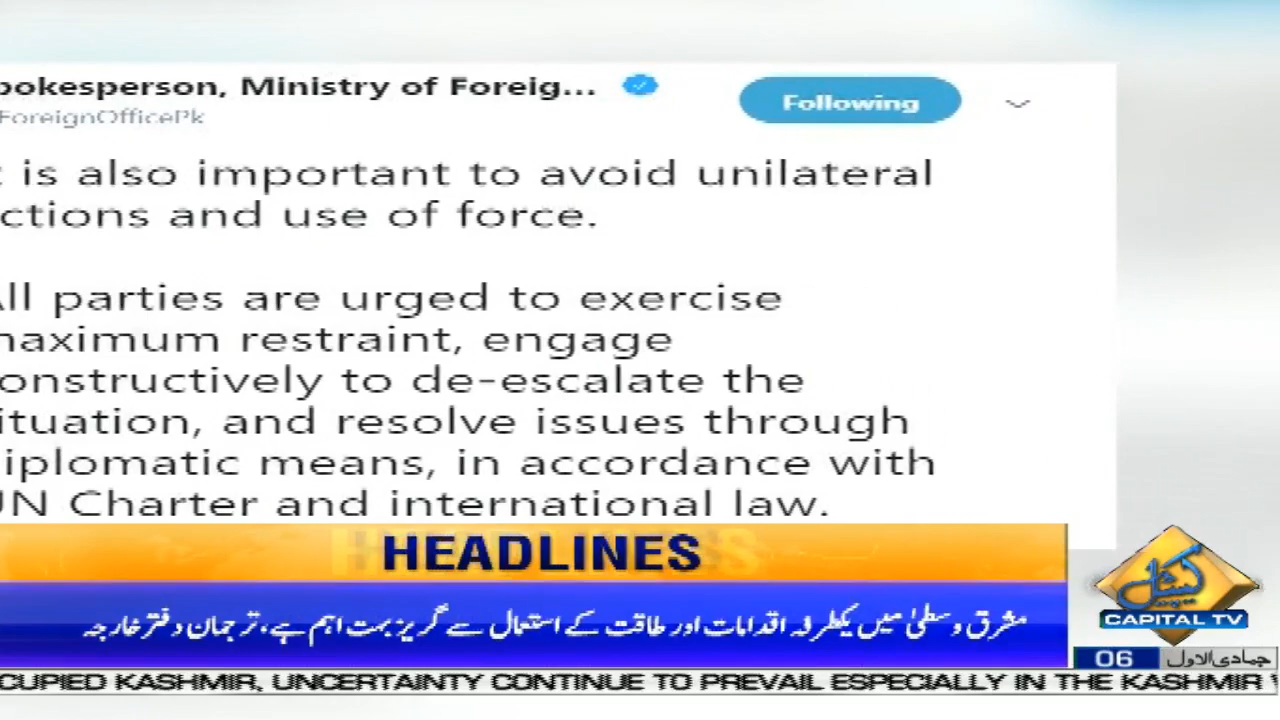 pokesperson, Ministry of Foreig...
Following
ForeignOfficePk
t is also important to avoid unilateral
ctions and use of force.
All parties are urged to exercise
maximum restraint, engage
onstructively to de-escalate the
ituation, and resolve issues through
iplomatic means, in accordance with
UN Charter and international law.
HEADLINES
مشرق وسطیٰ میں یکطرفہ اقدامات اور طاقت کے استعمال سے گریز بہت اہم ہے، ترجمان دفتر خارجہ
کیپیٹل
CAPITAL TV
06 جمادی الاول
CUPIED KASHMIR, UNCERTAINTY CONTINUE TO PREVAIL ESPECIALLY IN THE KASHMIR